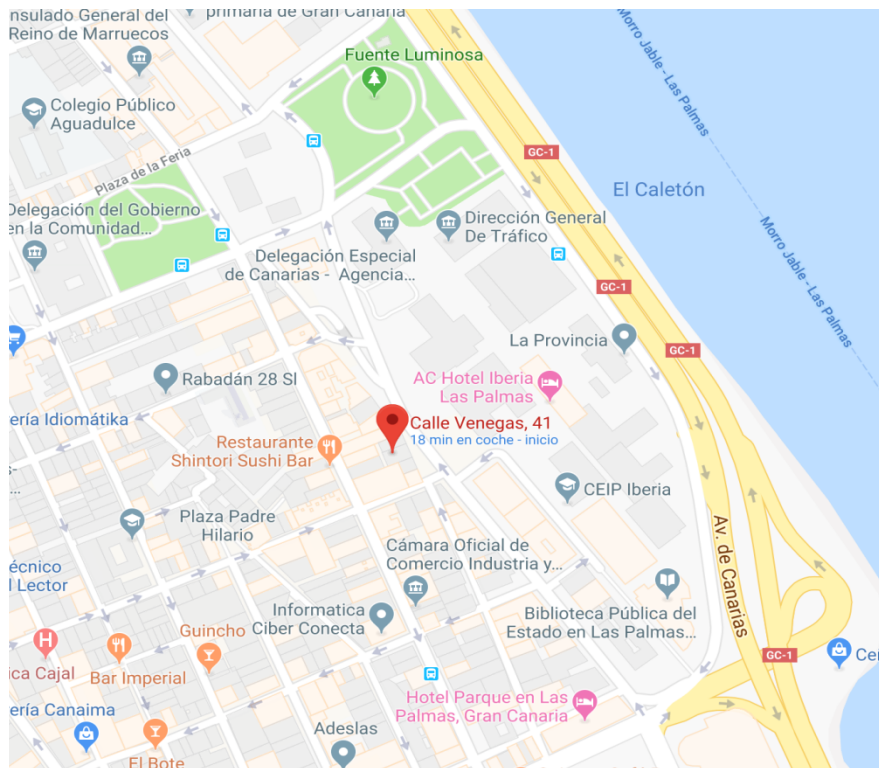 nsulado General del
Reino de Marruecos
primaria de Gran Canaria
Fuente Luminosa
Morro Jable - Las Palmas
Colegio Público
Aguadulce
Plaza de la Feria
GC-1
El Caletón
Delegación del Gobierno
en la Comunidad...
Dirección General
De Tráfico
Morro Jable - Las Palmas
Delegación Especial
de Canarias - Agencia...
GC-1
La Provincia
GC-1
Rabadán 28 Sl
AC Hotel Iberia
Las Palmas
ería Idiomátika
Calle Venegas, 41
18 min en coche - inicio
Restaurante
Shintori Sushi Bar
s-
CEIP Iberia
Plaza Padre
Hilario
Av. de Canarias
Cámara Oficial de
Comercio Industria y...
écnico
l Lector
Informatica
Ciber Conecta
Biblioteca Pública del
Estado en Las Palmas...
Guincho
H
ica Cajal
Bar Imperial
GC-1
Cer
Hotel Parque en Las
Palmas, Gran Canaria
ería Canaima
Adeslas
El Bote